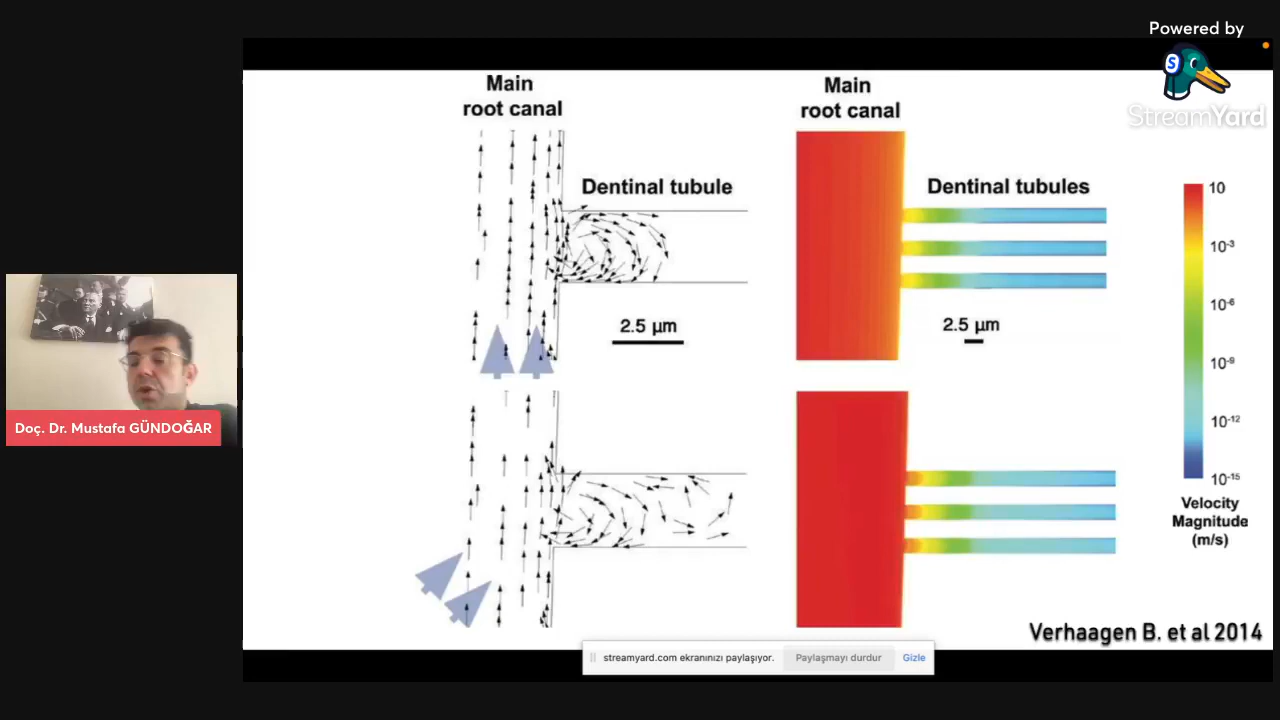 Powered by
S
StreamYard
Main
root canal
Main
root canal
Dentinal tubule
Dentinal tubules
2.5 µm
2.5 µm
10
10-3
10-6
10-9
10-12
10-15
Velocity
Magnitude
(m/s)
Doç. Dr. Mustafa GÜNDOĞAR
Verhaagen B. et al 2014
streamyard.com ekranınızı paylaşıyor.
Paylaşmayı durdur
Gizle